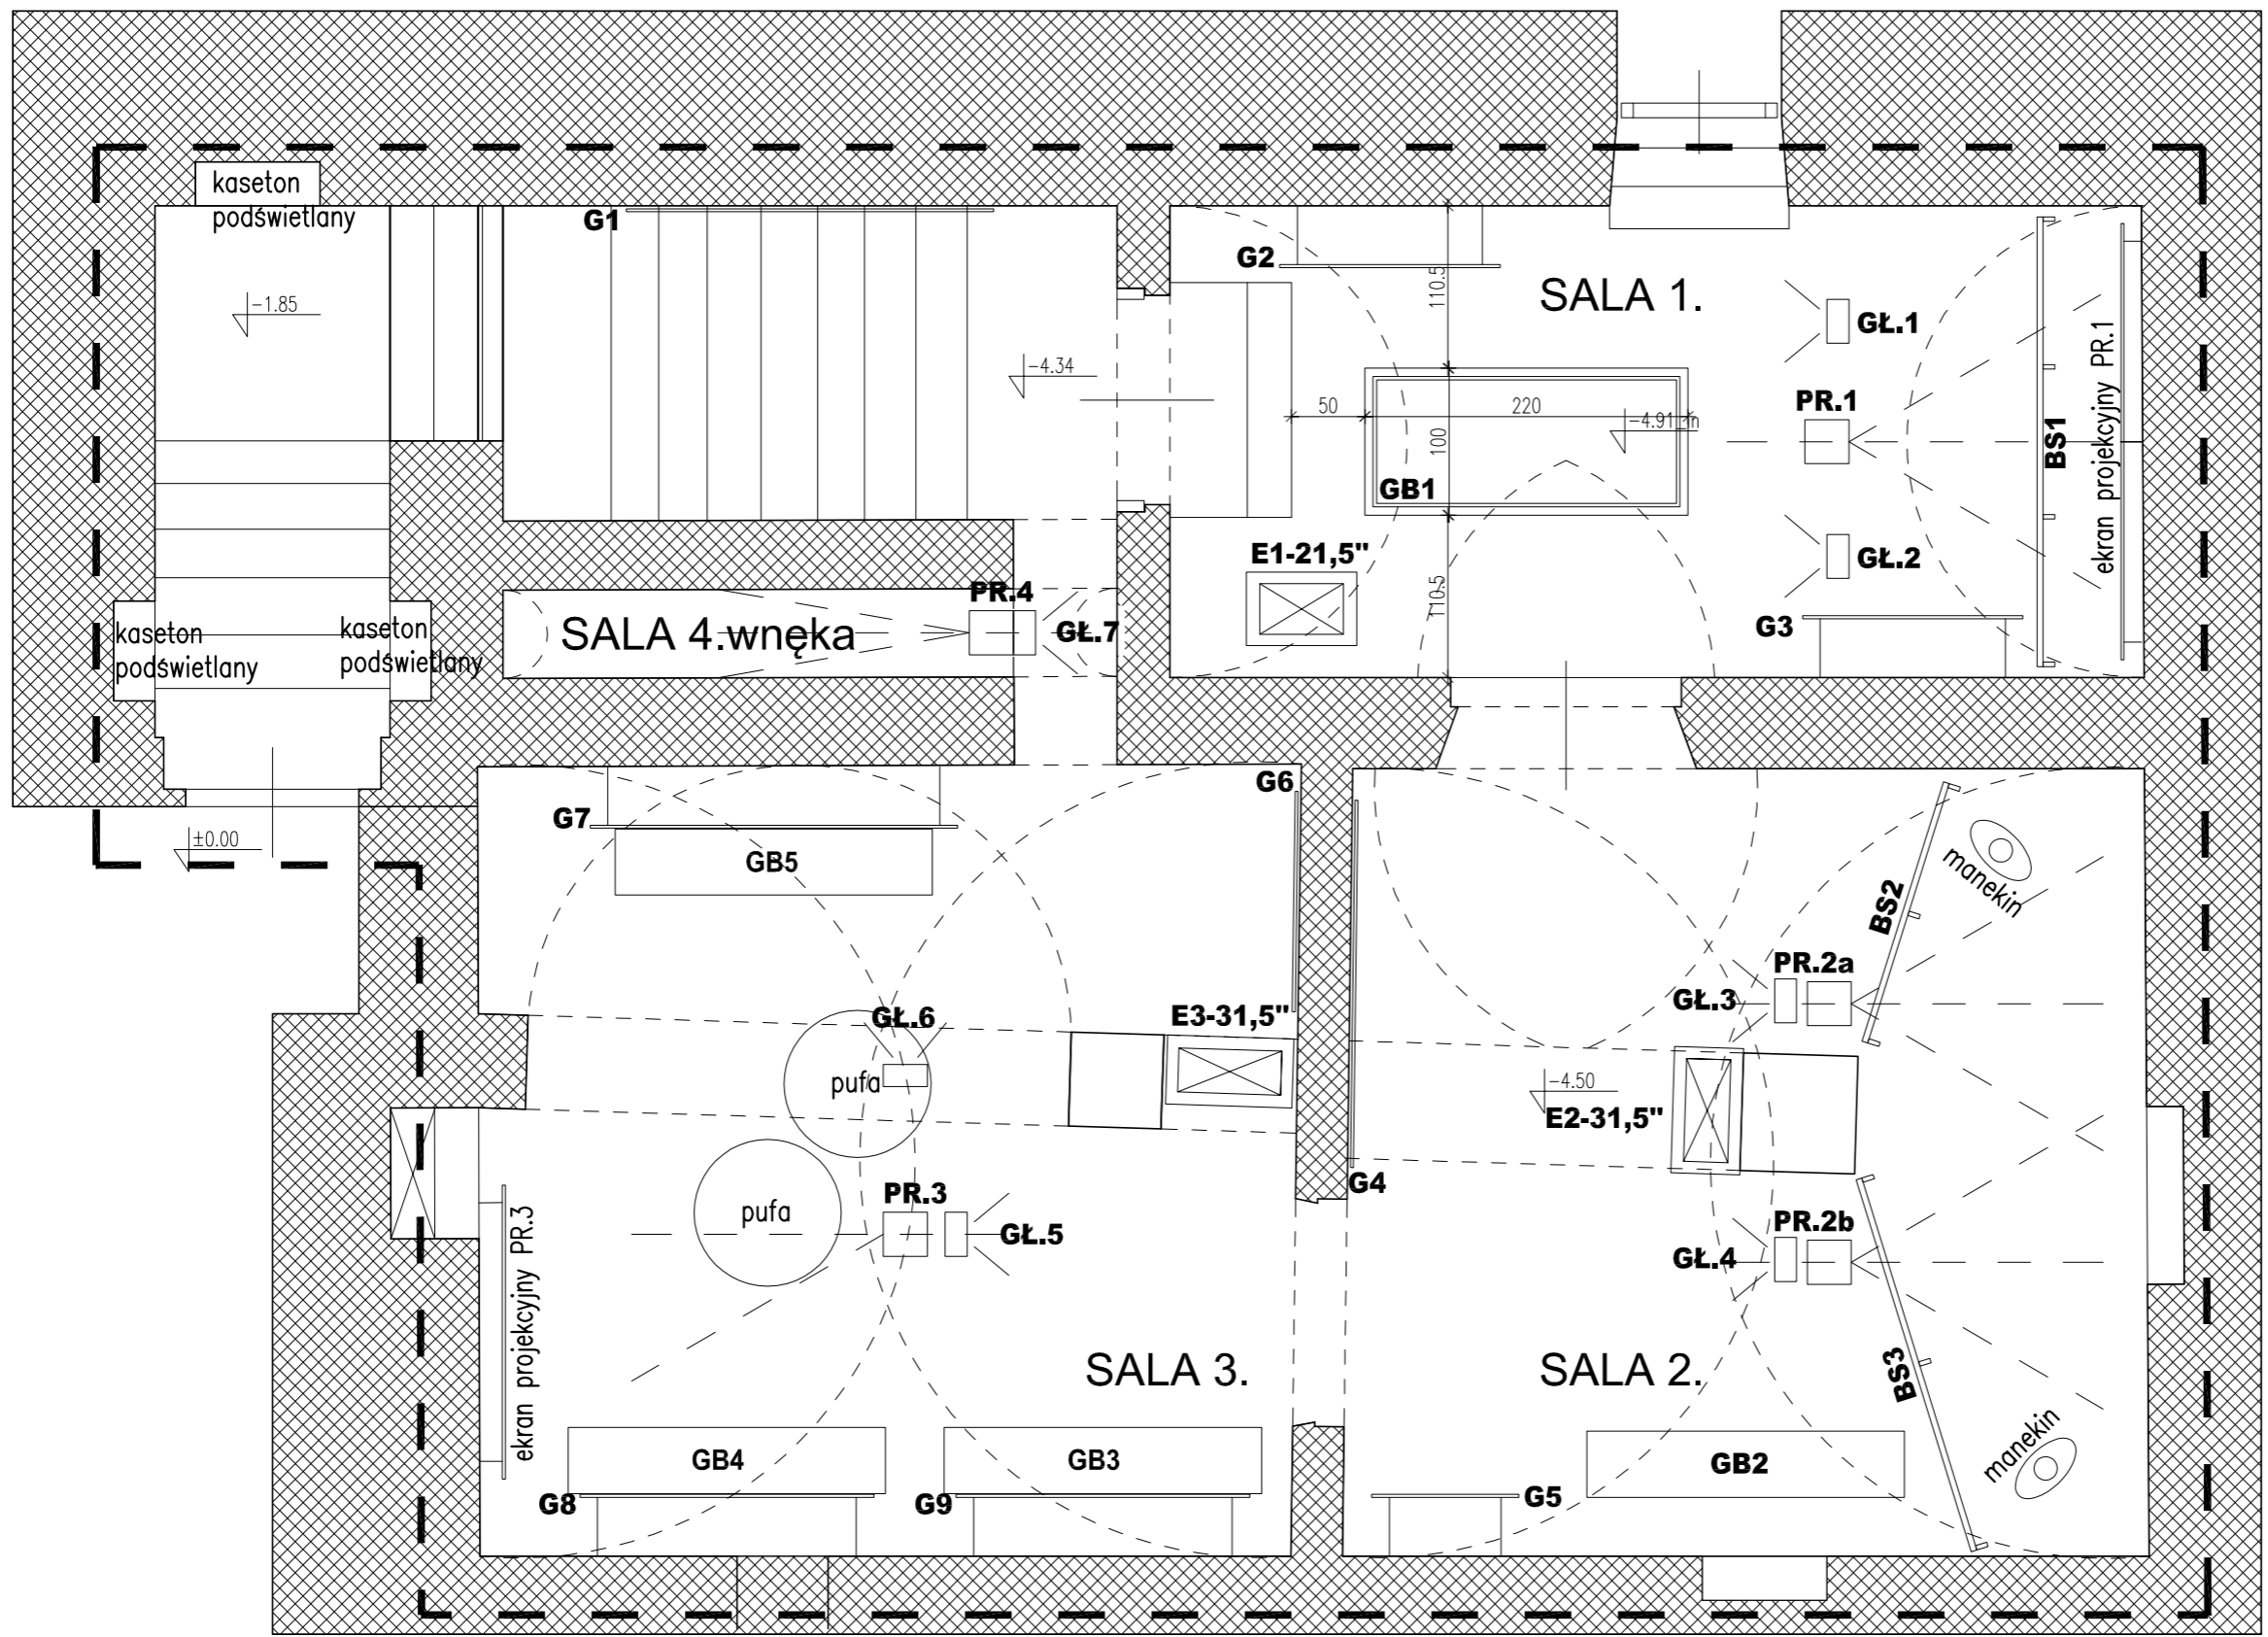 kaseton
podświetlany
G1
G2
SALA 1.
-1.85
-4.34
110.5
GŁ.1
ekran projekcyjny PR.1
50
220
100
-4.91
GB1
PR.1
BS1
E1-21,5"
110.5
GŁ.2
G3
PR.4
SALA 4.wnęka
GŁ.7
kaseton
podświetlany
kaseton
podświetlany
±0.00
G7
GB5
G6
BS2
manekin
PR.2a
GŁ.3
GŁ.6
E3-31,5"
pufa
-4.50
E2-31,5"
G4
pufa
PR.3
GŁ.5
PR.2b
GŁ.4
ekran projekcyjny PR.3
SALA 3.
SALA 2.
BS3
manekin
GB4
GB3
GB2
G8
G9
G5